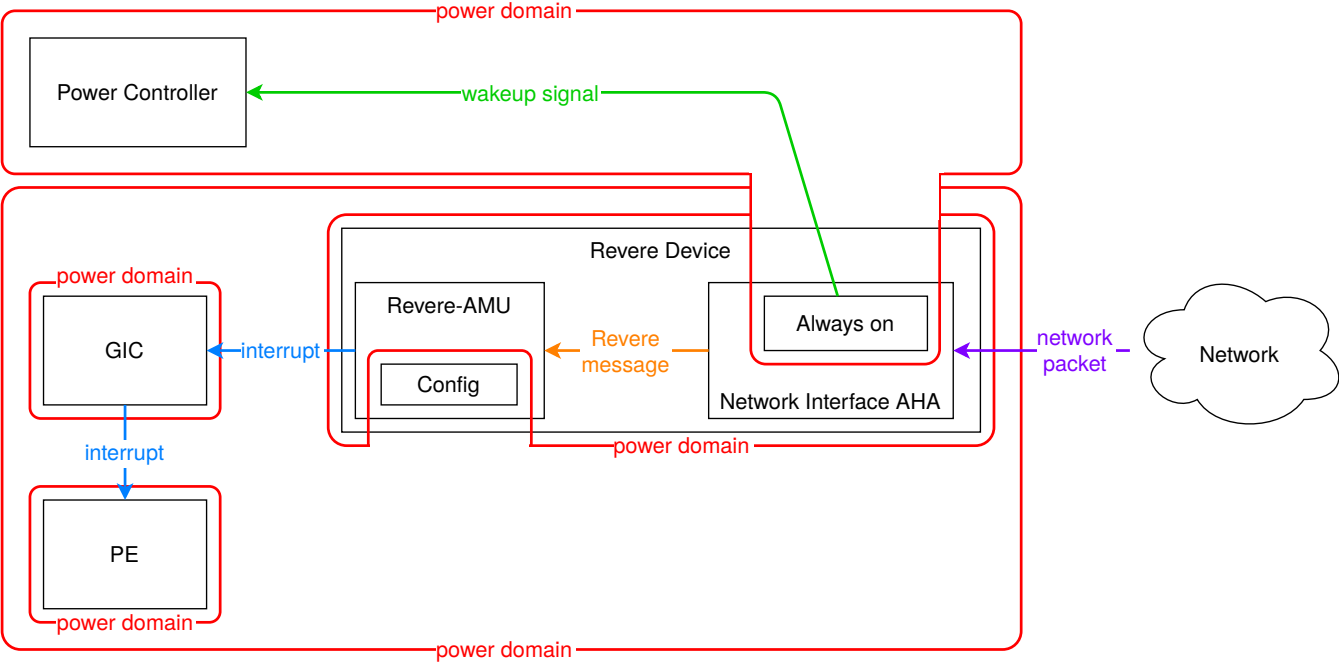 power domain
Power Controller
wakeup signal
Revere Device
power domain
Revere-AMU
Always on
GIC
interrupt
Revere
message
network
packet
Network
Config
Network Interface AHA
power domain
interrupt
PE
power domain
power domain